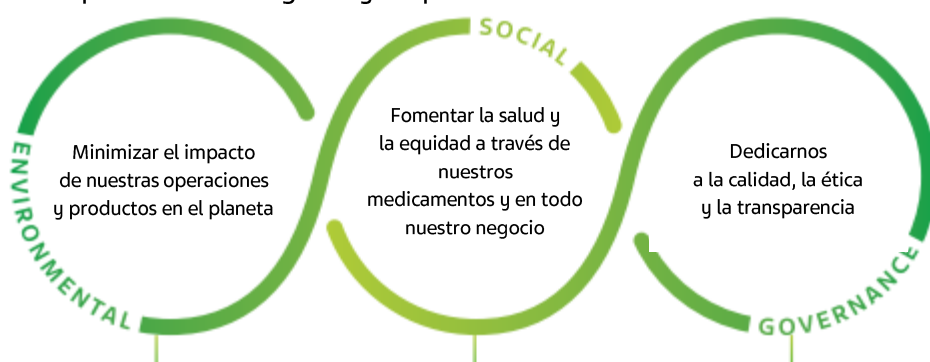 SOCIAL
ENVIRONMENTAL
Minimizar el impacto
de nuestras operaciones
y productos en el planeta
Fomentar la salud y
la equidad a través de
nuestros
medicamentos y en todo
nuestro negocio
Dedicarnos
a la calidad, la ética
y la transparencia
GOVERNANCE